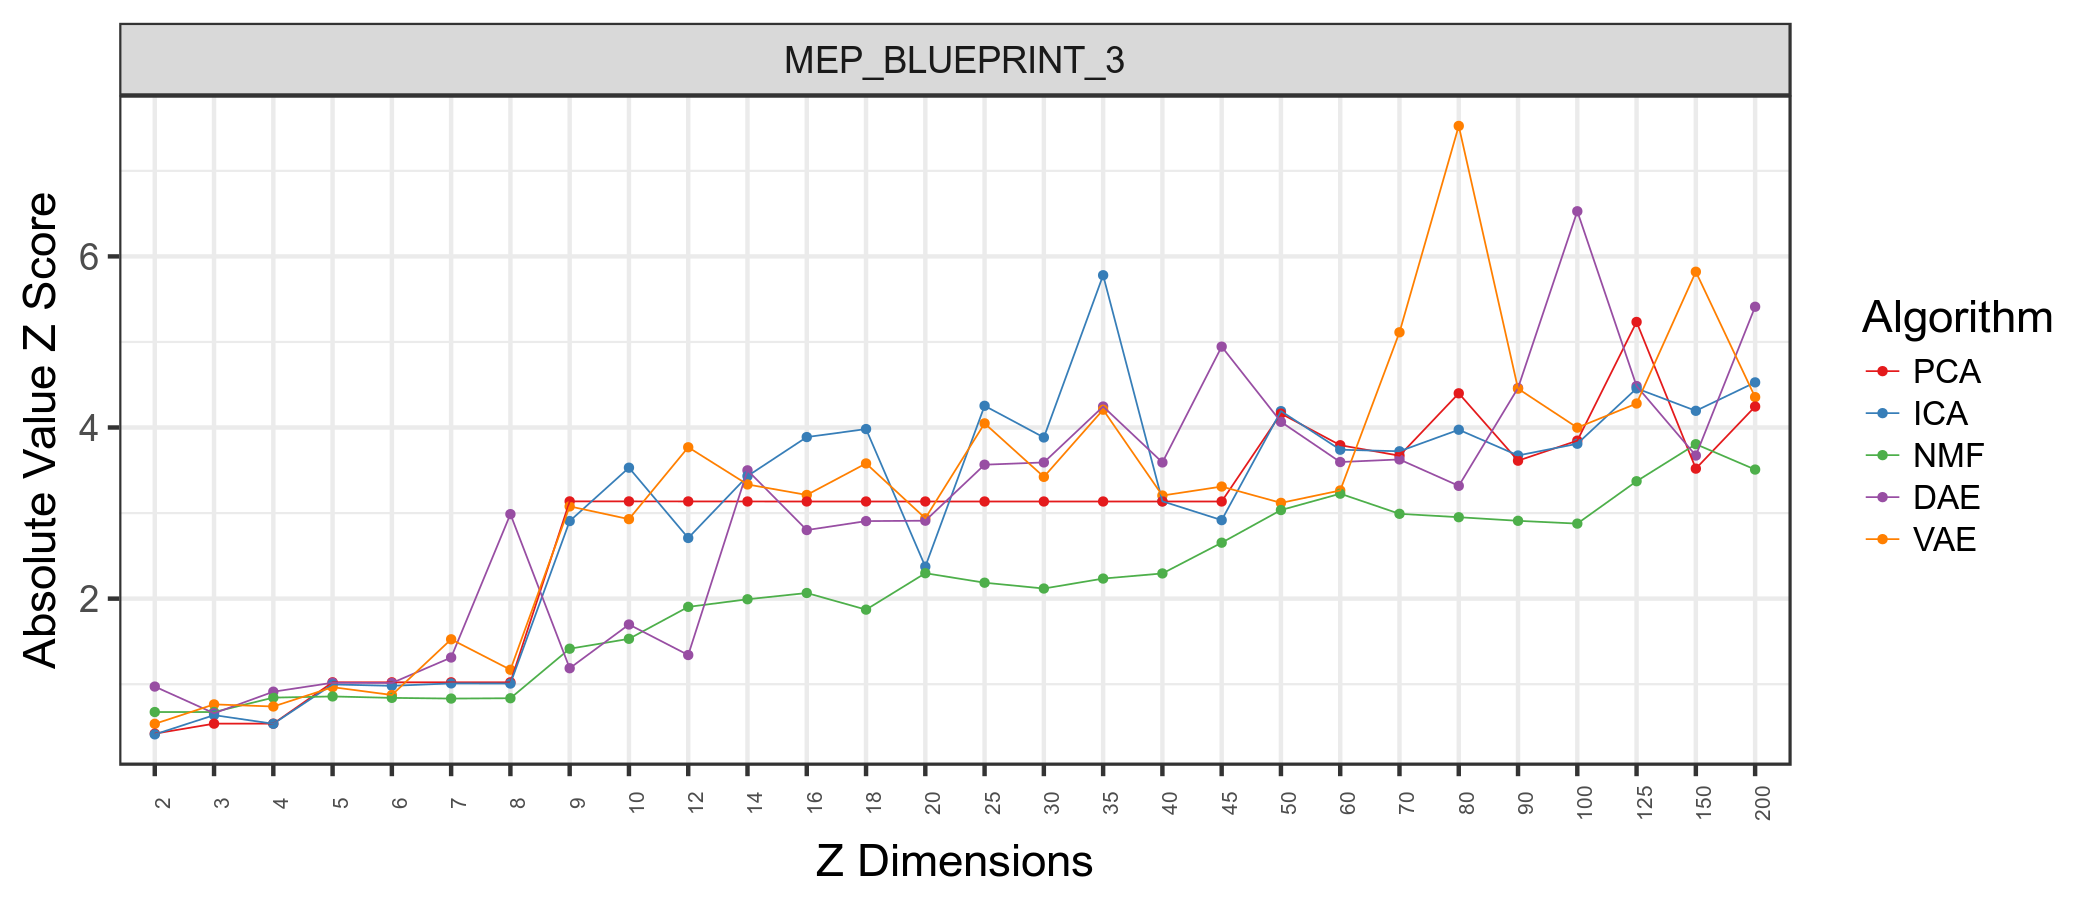 MEP_BLUEPRINT_3
Absolute Value Z Score
6
4
2
2 3 4 5 6 7 8 9 10 12 14 16 18 20 25 30 35 40 45 50 60 70 80 90 100 125 150 200
Z Dimensions
Algorithm
PCA
ICA
NMF
DAE
VAE